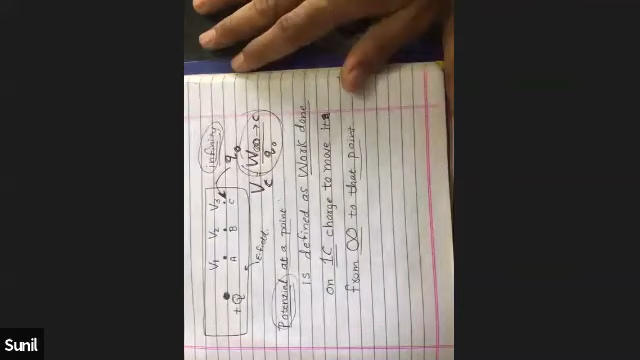 infinity
V1 V2 V3 q0
+Q A B C
E field.
Vc = W∞→C / q0
Potential at a point
is defined as Work done
on 1C charge to move it
from ∞ to that point
Sunil